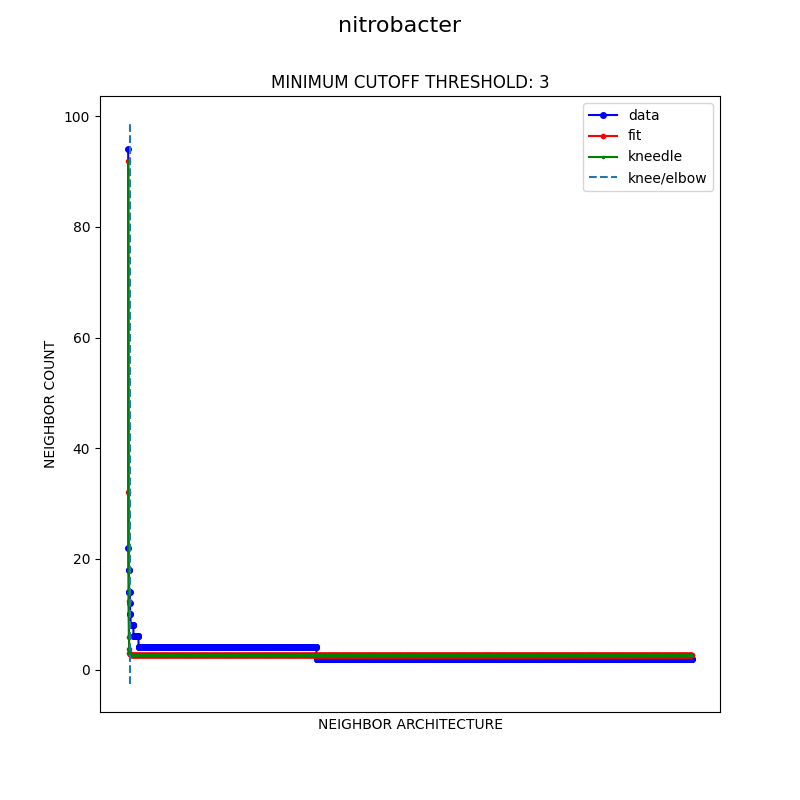 nitrobacter
MINIMUM CUTOFF THRESHOLD: 3
100
80
60
40
20
0
NEIGHBOR COUNT
NEIGHBOR ARCHITECTURE
data
fit
kneedle
knee/elbow